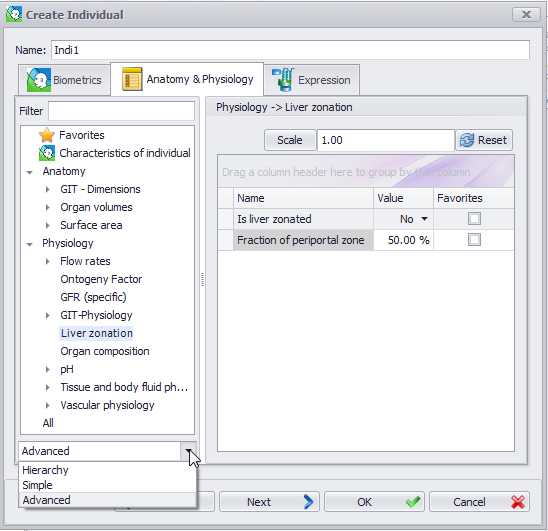 Create Individual
Name: Indi1
Biometrics Anatomy & Physiology Expression
Filter
Favorites
Characteristics of individual
Anatomy
GIT - Dimensions
Organ volumes
Surface area
Physiology
Flow rates
Ontogeny Factor
GFR (specific)
GIT-Physiology
Liver zonation
Organ composition
pH
Tissue and body fluid ph...
Vascular physiology
All
Advanced
Hierarchy
Simple
Advanced
Physiology -> Liver zonation
Scale 1.00 Reset
Drag a column header here to group by that column
Name Value Favorites
Is liver zonated No
Fraction of periportal zone 50.00 %
Next OK Cancel